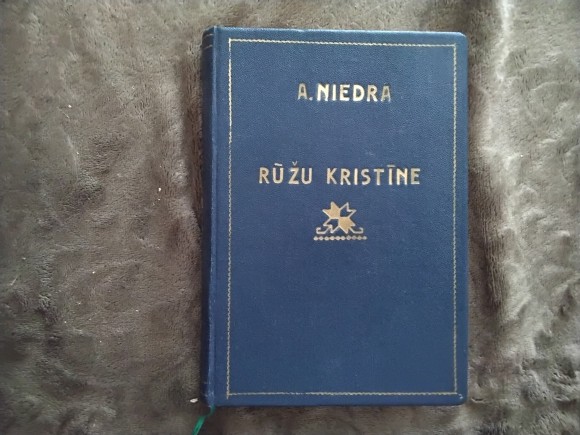 A. NIEDRA
RŪŽU KRISTĪNE